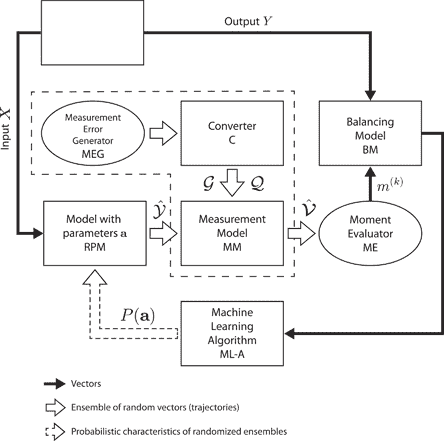 Output Y
Input X
Measurement
Error
Generator
MEG
Converter
C
Balancing
Model
BM
𝒢 𝒬
m^(k)
Model with
parameters a
RPM
Ŷ
Measurement
Model
MM
V̂
Moment
Evaluator
ME
P(a)
Machine
Learning
Algorithm
ML-A
Vectors
Ensemble of random vectors (trajectories)
Probabilistic characteristics of randomized ensembles